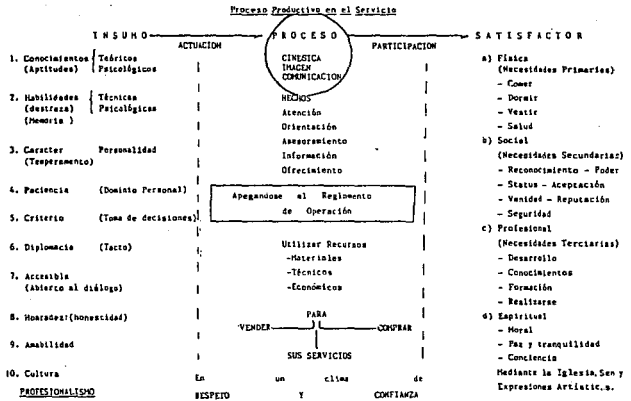 Proceso Productivo en el Servicio
INSUMO PROCESO SATISFACTOR
ACTUACION PARTICIPACION
1. Conocimientos (Aptitudes) { Teóricos Psicológicos
2. Habilidades (destreza) (Memoria ) { Técnicas Psicológicas
3. Caracter (Temperamento) Personalidad
4. Paciencia (Dominio Personal)
5. Criterio (Toma de decisiones)
6. Diplomacia (Tacto)
7. Accesible (Abierto al diálogo)
8. Honradez:(honestidad)
9. Amabilidad
10. Cultura
PROFESIONALISMO
CINESICA
IMAGEN
COMUNICACION
HECHOS
Atención
Orientación
Asesoramiento
Información
Ofrecimiento
Apegandose al Reglamento
de Operación
Utilizar Recursos
-Materiales
-Técnicos
-Económicos
PARA
VENDER COMPRAR
SUS SERVICIOS
En un clima de
RESPETO Y CONFIANZA
a) Física
(Necesidades Primarias)
- Comer
- Dormir
- Vestir
- Salud
b) Social
(Necesidades Secundarias)
- Reconocimiento - Poder
- Status - Aceptación
- Vanidad - Reputación
- Seguridad
c) Profesional
(Necesidades Terciarias)
- Desarrollo
- Conocimientos
- Formación
- Realizarse
d) Espiritual
- Moral
- Paz y tranquilidad
- Conciencia
Mediante la Iglesia, Sen y
Expresiones Artístic.s.